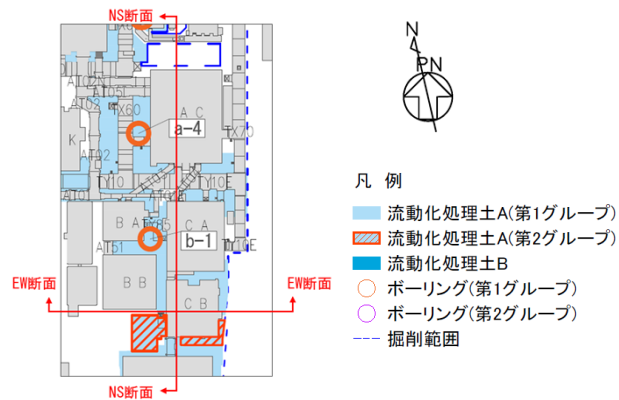 NS断面
N
PN
AT02N
AT05
AT02
TX60
A C
a-4
TX70
K
AT02
TY10
TY10E
AT01
B A
C A
b-1
AT51
B B
EW断面
EW断面
C B
NS断面
凡 例
流動化処理土A(第1グループ)
流動化処理土A(第2グループ)
流動化処理土B
ボーリング(第1グループ)
ボーリング(第2グループ)
掘削範囲